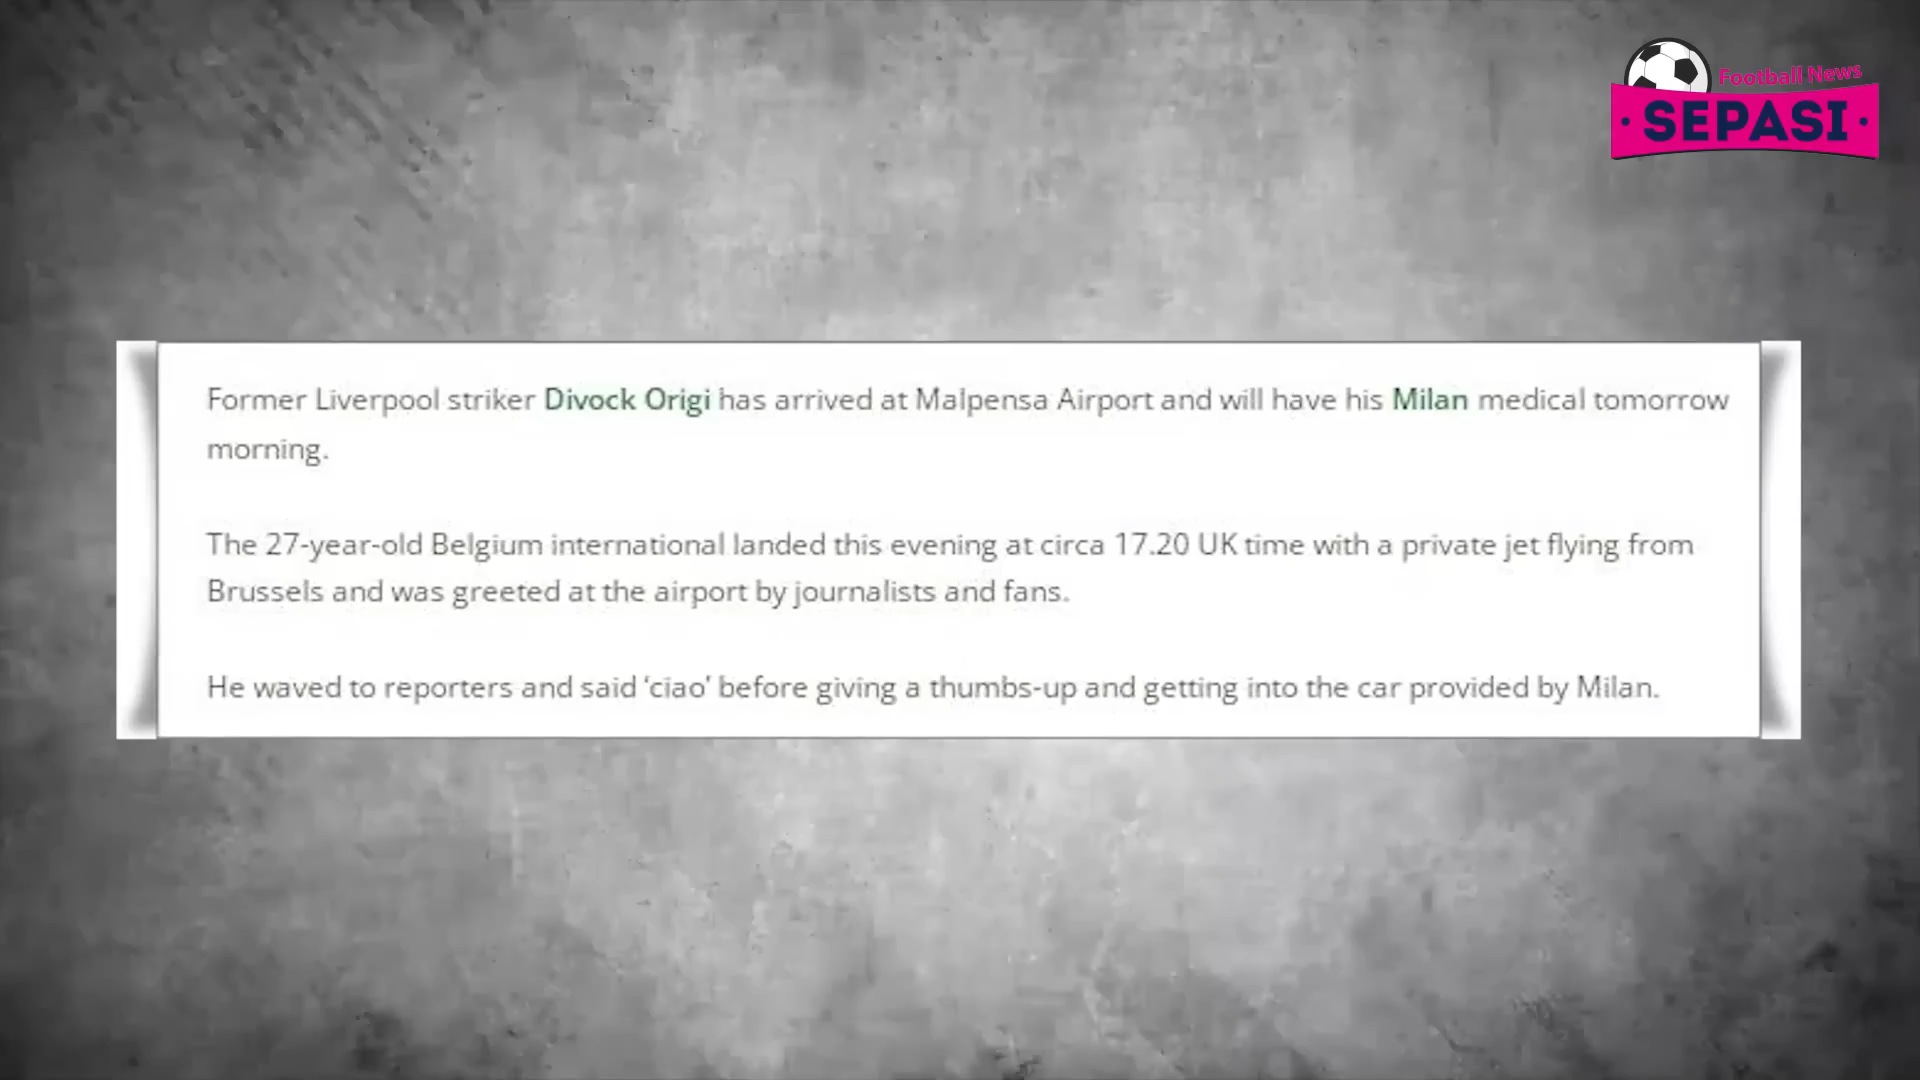 Football News
• SEPASI •
Former Liverpool striker Divock Origi has arrived at Malpensa Airport and will have his Milan medical tomorrow
morning.
The 27-year-old Belgium international landed this evening at circa 17.20 UK time with a private jet flying from
Brussels and was greeted at the airport by journalists and fans.
He waved to reporters and said ‘ciao’ before giving a thumbs-up and getting into the car provided by Milan.